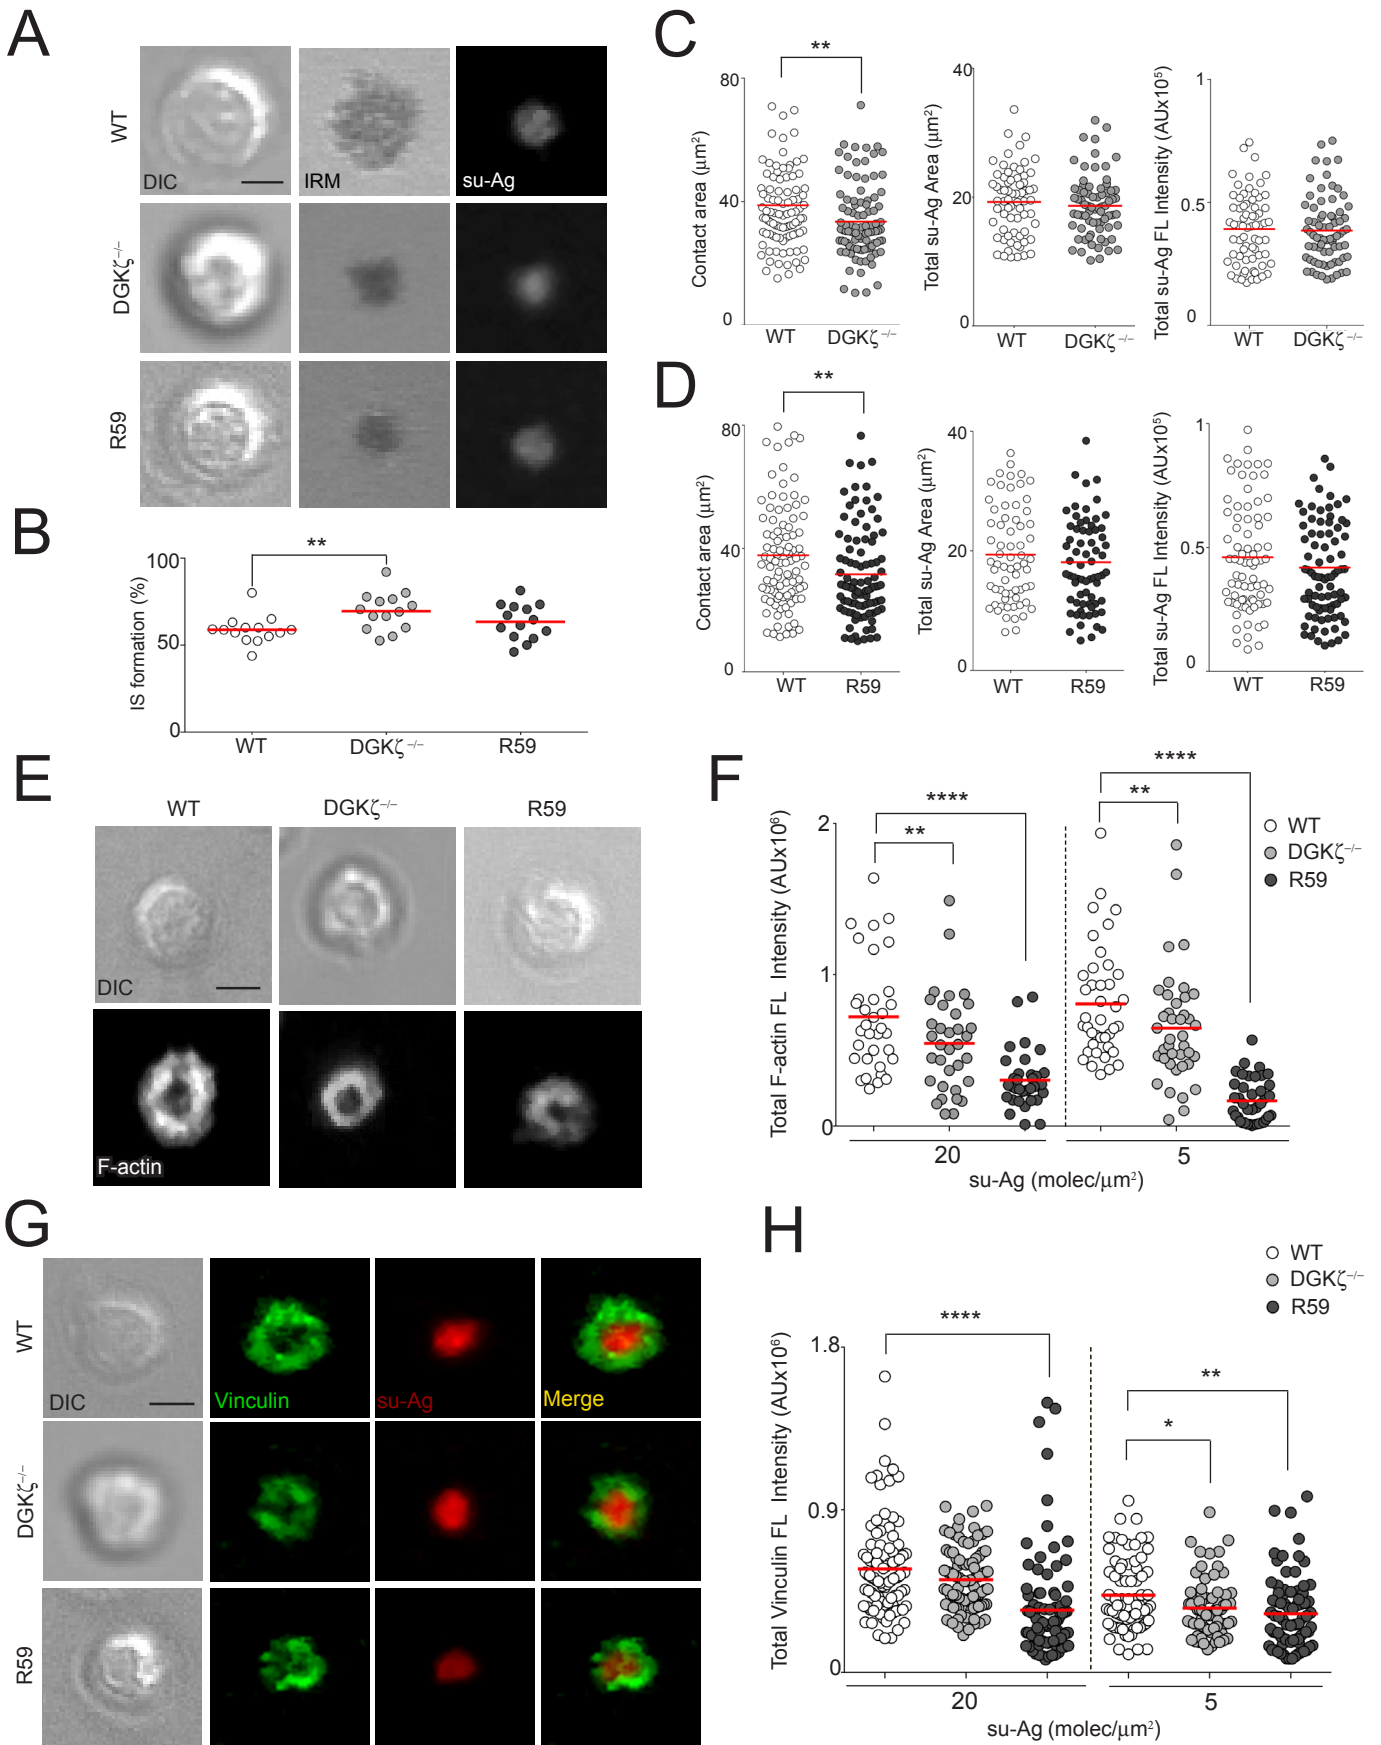 A
WT
DIC
IRM
su-Ag
DGKζ−/−
R59
B
IS formation (%)
100
50
0
**
WT
DGKζ−/−
R59
C
**
Contact area (μm²)
80
40
0
WT
DGKζ−/−
Total su-Ag Area (μm²)
40
20
0
WT
DGKζ−/−
Total su-Ag FL Intensity (AUx10⁵)
1
0.5
0
WT
DGKζ−/−
D
**
Contact area (μm²)
80
40
0
WT
R59
Total su-Ag Area (μm²)
40
20
0
WT
R59
Total su-Ag FL Intensity (AUx10⁵)
1
0.5
0
WT
R59
E
WT
DGKζ−/−
R59
DIC
F-actin
F
Total F-actin FL Intensity (AUx10⁶)
2
1
0
****
**
****
**
WT
DGKζ−/−
R59
20
5
su-Ag (molec/μm²)
G
WT
DIC
Vinculin
su-Ag
Merge
DGKζ−/−
R59
H
WT
DGKζ−/−
R59
Total Vinculin FL Intensity (AUx10⁶)
1.8
0.9
0
****
**
*
20
5
su-Ag (molec/μm²)